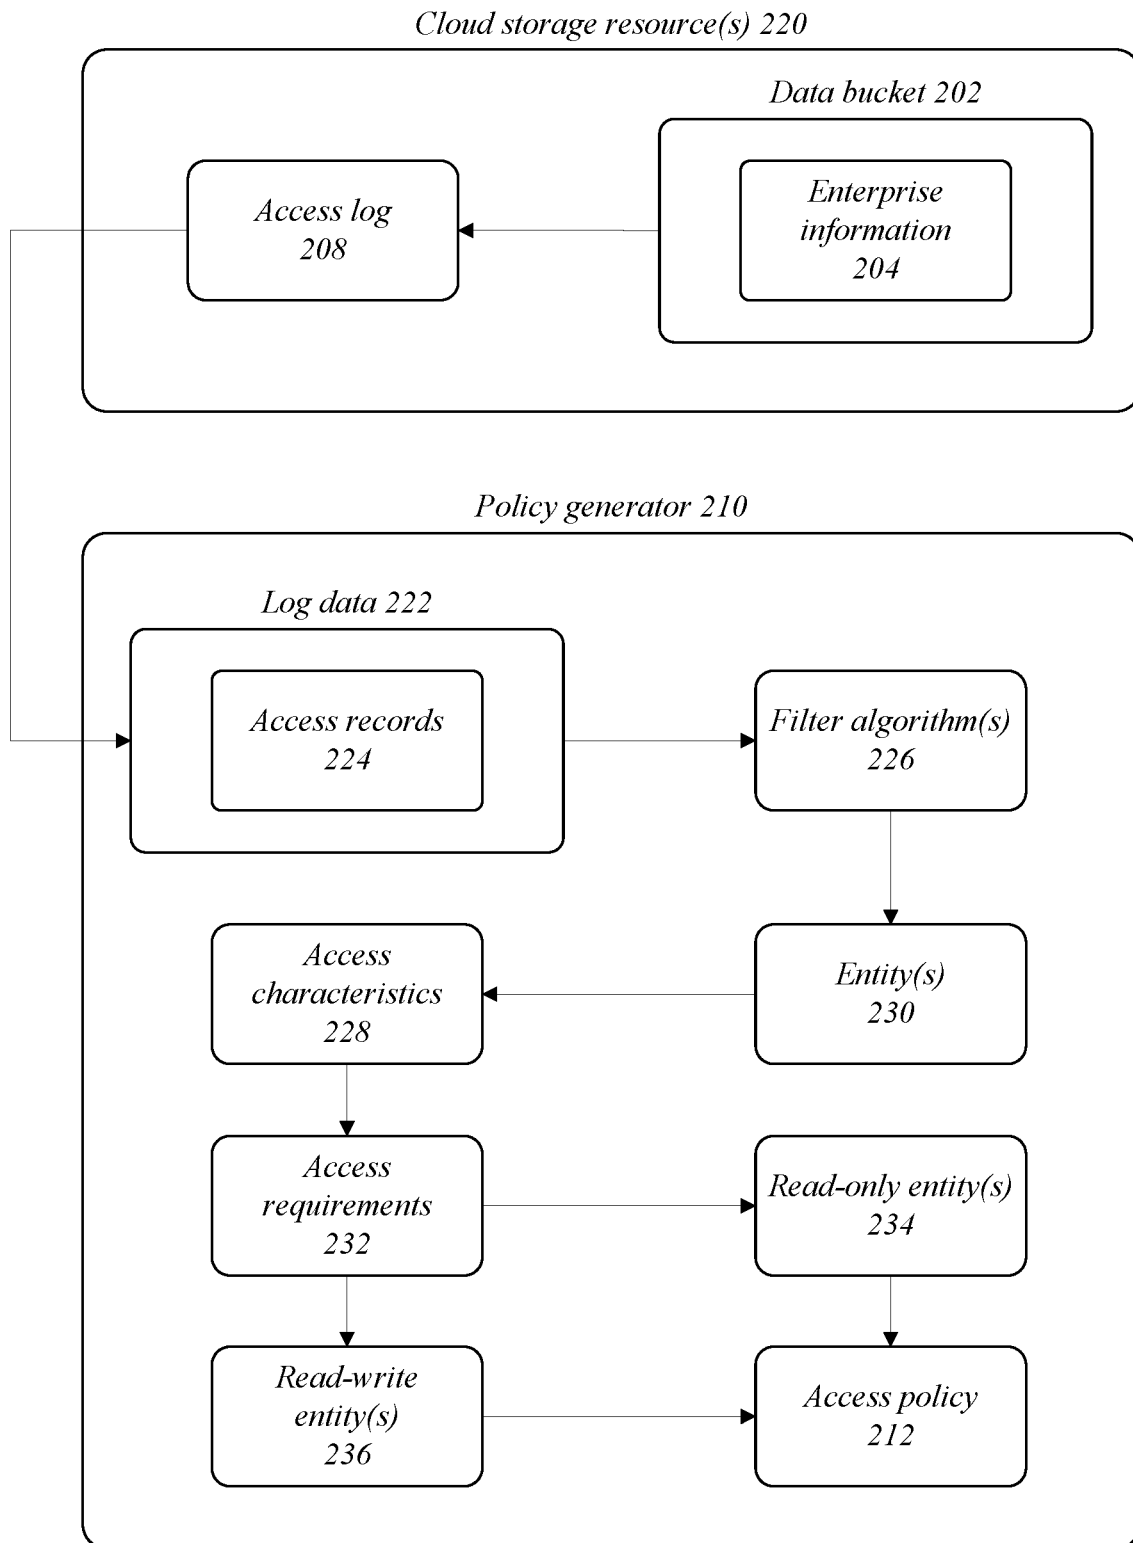 Cloud storage resource(s) 220
Data bucket 202
Access log
208
Enterprise
information
204
Policy generator 210
Log data 222
Access records
224
Filter algorithm(s)
226
Access
characteristics
228
Entity(s)
230
Access
requirements
232
Read-only entity(s)
234
Read-write
entity(s)
236
Access policy
212